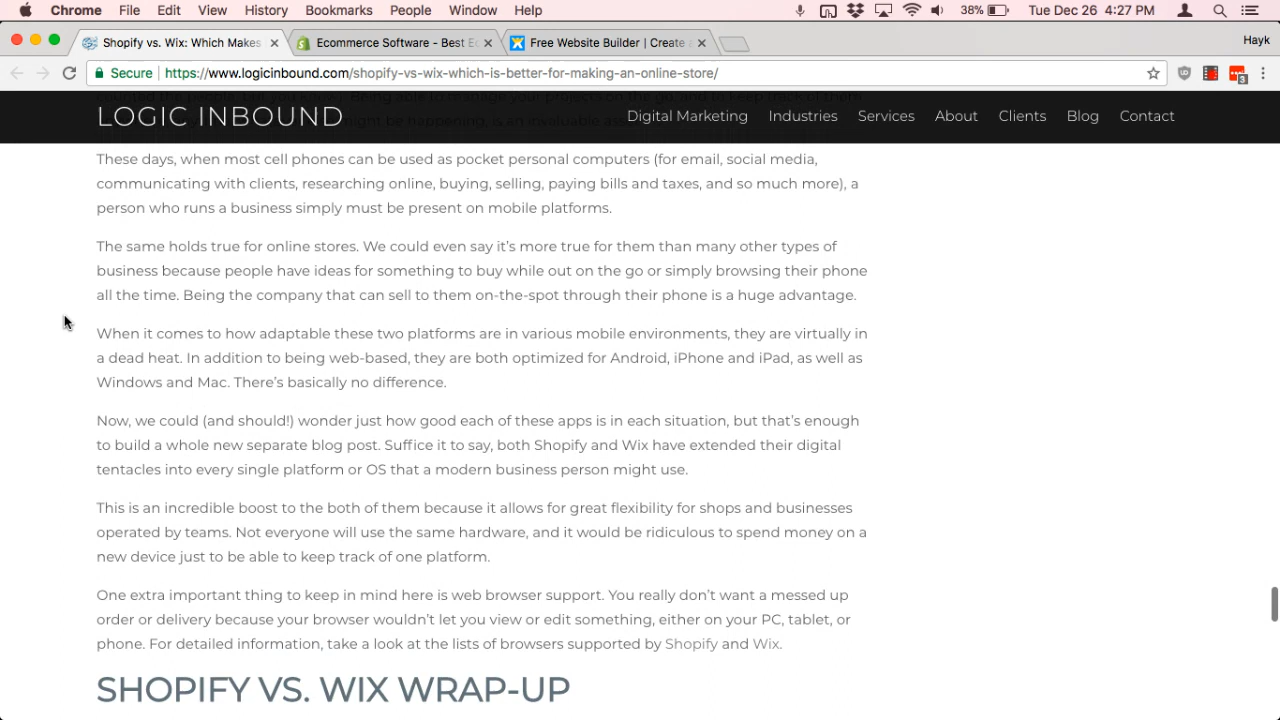 Chrome File Edit View History Bookmarks People Window Help 38% Tue Dec 26 4:27 PM
Shopify vs. Wix: Which Makes Ecommerce Software - Best Ec Free Website Builder | Create a Hayk
Secure https://www.logicinbound.com/shopify-vs-wix-which-is-better-for-making-an-online-store/ 3
LOGIC INBOUND Digital Marketing Industries Services About Clients Blog Contact
These days, when most cell phones can be used as pocket personal computers (for email, social media,
communicating with clients, researching online, buying, selling, paying bills and taxes, and so much more), a
person who runs a business simply must be present on mobile platforms.
The same holds true for online stores. We could even say it’s more true for them than many other types of
business because people have ideas for something to buy while out on the go or simply browsing their phone
all the time. Being the company that can sell to them on-the-spot through their phone is a huge advantage.
When it comes to how adaptable these two platforms are in various mobile environments, they are virtually in
a dead heat. In addition to being web-based, they are both optimized for Android, iPhone and iPad, as well as
Windows and Mac. There’s basically no difference.
Now, we could (and should!) wonder just how good each of these apps is in each situation, but that’s enough
to build a whole new separate blog post. Suffice it to say, both Shopify and Wix have extended their digital
tentacles into every single platform or OS that a modern business person might use.
This is an incredible boost to the both of them because it allows for great flexibility for shops and businesses
operated by teams. Not everyone will use the same hardware, and it would be ridiculous to spend money on a
new device just to be able to keep track of one platform.
One extra important thing to keep in mind here is web browser support. You really don’t want a messed up
order or delivery because your browser wouldn’t let you view or edit something, either on your PC, tablet, or
phone. For detailed information, take a look at the lists of browsers supported by Shopify and Wix.
SHOPIFY VS. WIX WRAP-UP